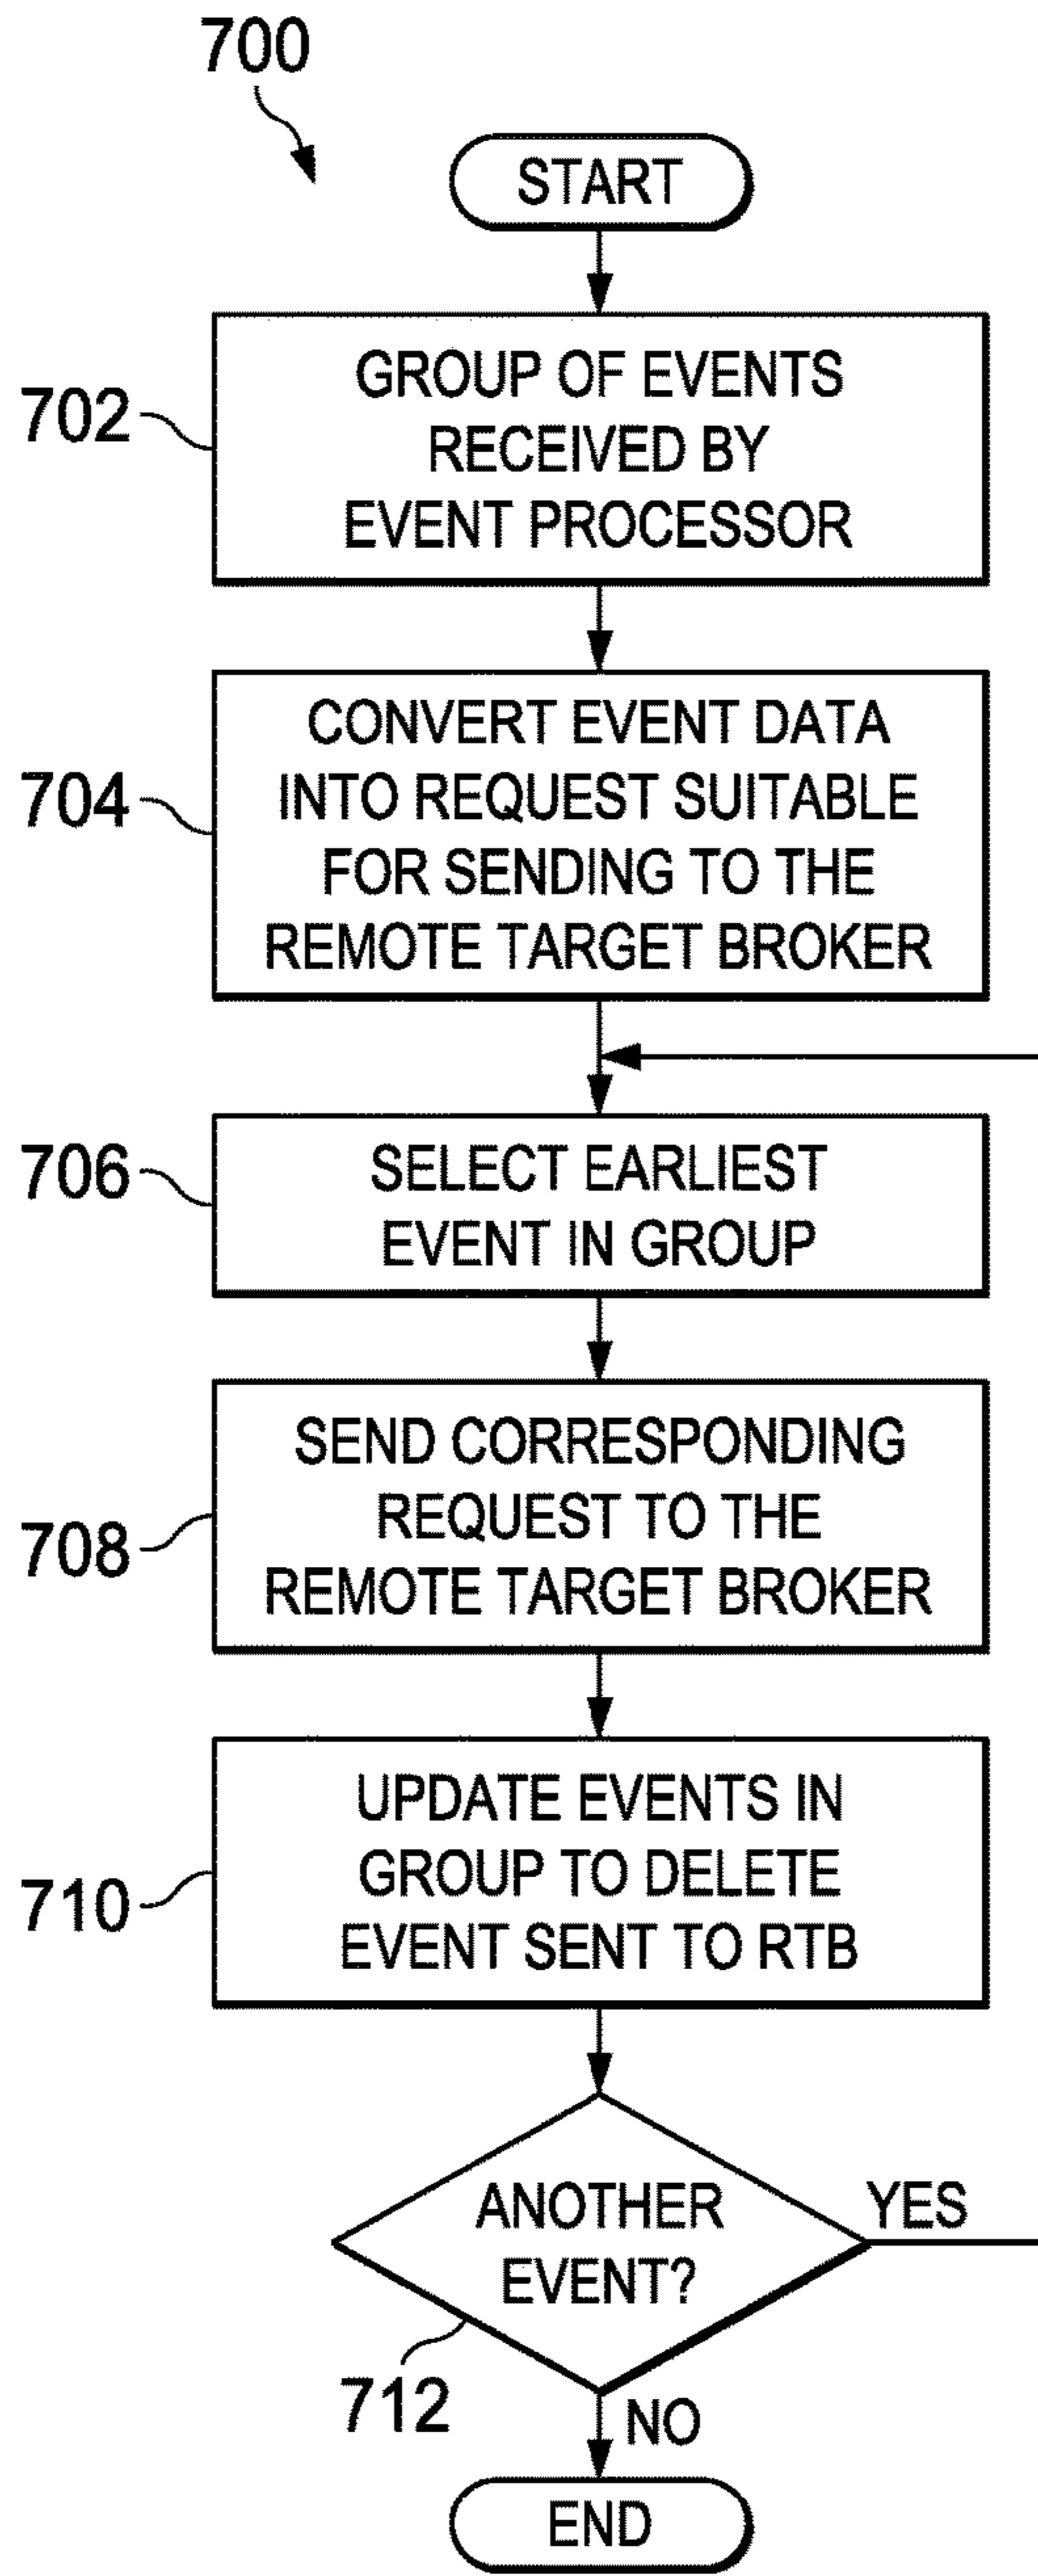 700
START
702
GROUP OF EVENTS
RECEIVED BY
EVENT PROCESSOR
704
CONVERT EVENT DATA
INTO REQUEST SUITABLE
FOR SENDING TO THE
REMOTE TARGET BROKER
706
SELECT EARLIEST
EVENT IN GROUP
708
SEND CORRESPONDING
REQUEST TO THE
REMOTE TARGET BROKER
710
UPDATE EVENTS IN
GROUP TO DELETE
EVENT SENT TO RTB
ANOTHER
EVENT?
YES
712
NO
END